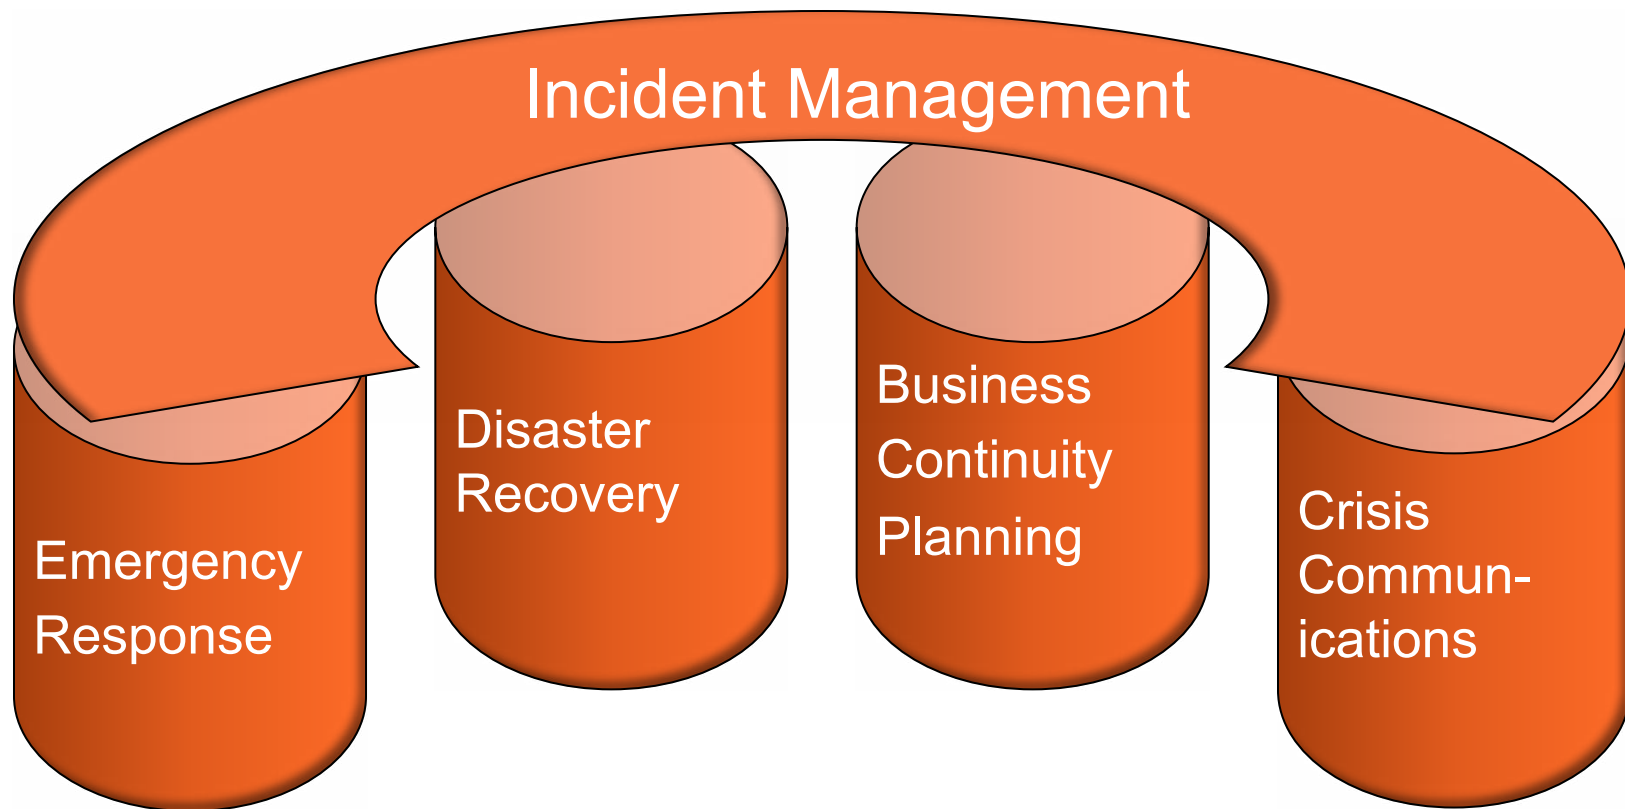 Incident Management
Emergency
Response
Disaster
Recovery
Business
Continuity
Planning
Crisis
Commun-
ications